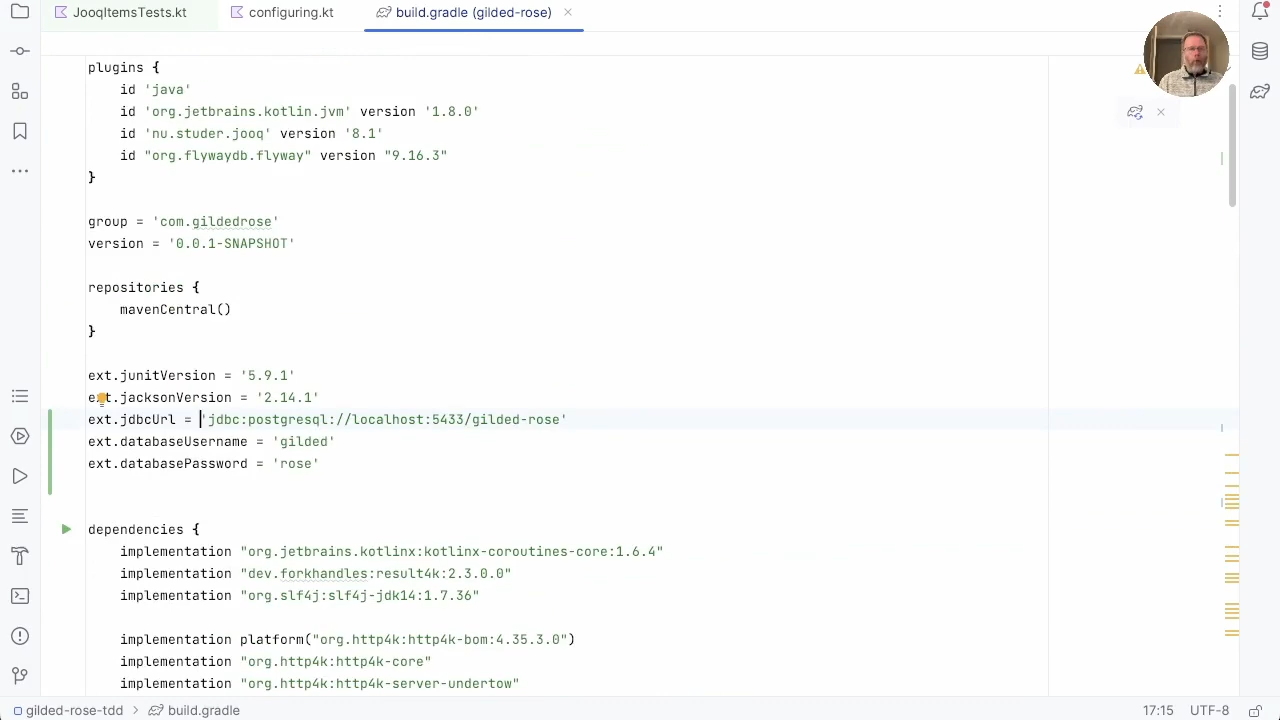 JooqItemsTests.kt configuring.kt build.gradle (gilded-rose)
plugins {
id 'java'
id 'org.jetbrains.kotlin.jvm' version '1.8.0'
id 'nu.studer.jooq' version '8.1'
id "org.flywaydb.flyway" version "9.16.3"
}
group = 'com.gildedrose'
version = '0.0.1-SNAPSHOT'
repositories {
mavenCentral()
}
ext.junitVersion = '5.9.1'
ext.jacksonVersion = '2.14.1'
ext.jdbcUrl = 'jdbc:postgresql://localhost:5433/gilded-rose'
ext.databaseUsername = 'gilded'
ext.databasePassword = 'rose'
dependencies {
implementation "org.jetbrains.kotlinx:kotlinx-coroutines-core:1.6.4"
implementation "dev.forkhandles:result4k:2.3.0.0"
implementation "org.slf4j:slf4j-jdk14:1.7.36"
implementation platform("org.http4k:http4k-bom:4.35.3.0")
implementation "org.http4k:http4k-core"
implementation "org.http4k:http4k-server-undertow"
gilded-rose-tdd > build.gradle 17:15 UTF-8